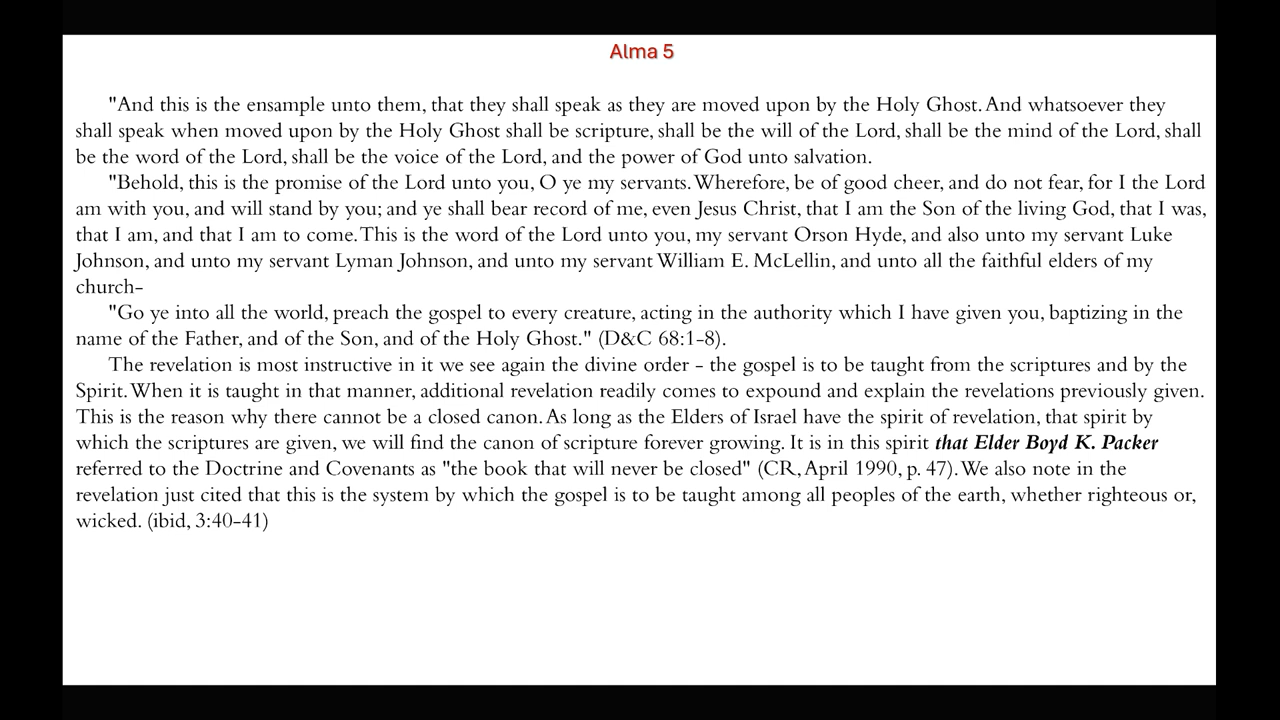 Alma 5
"And this is the ensample unto them, that they shall speak as they are moved upon by the Holy Ghost. And whatsoever they
shall speak when moved upon by the Holy Ghost shall be scripture, shall be the will of the Lord, shall be the mind of the Lord, shall
be the word of the Lord, shall be the voice of the Lord, and the power of God unto salvation.
"Behold, this is the promise of the Lord unto you, O ye my servants. Wherefore, be of good cheer, and do not fear, for I the Lord
am with you, and will stand by you; and ye shall bear record of me, even Jesus Christ, that I am the Son of the living God, that I was,
that I am, and that I am to come. This is the word of the Lord unto you, my servant Orson Hyde, and also unto my servant Luke
Johnson, and unto my servant Lyman Johnson, and unto my servant William E. McLellin, and unto all the faithful elders of my
church-
"Go ye into all the world, preach the gospel to every creature, acting in the authority which I have given you, baptizing in the
name of the Father, and of the Son, and of the Holy Ghost." (D&C 68:1-8).
The revelation is most instructive in it we see again the divine order - the gospel is to be taught from the scriptures and by the
Spirit. When it is taught in that manner, additional revelation readily comes to expound and explain the revelations previously given.
This is the reason why there cannot be a closed canon. As long as the Elders of Israel have the spirit of revelation, that spirit by
which the scriptures are given, we will find the canon of scripture forever growing. It is in this spirit that Elder Boyd K. Packer
referred to the Doctrine and Covenants as "the book that will never be closed" (CR, April 1990, p. 47). We also note in the
revelation just cited that this is the system by which the gospel is to be taught among all peoples of the earth, whether righteous or,
wicked. (ibid, 3:40-41)